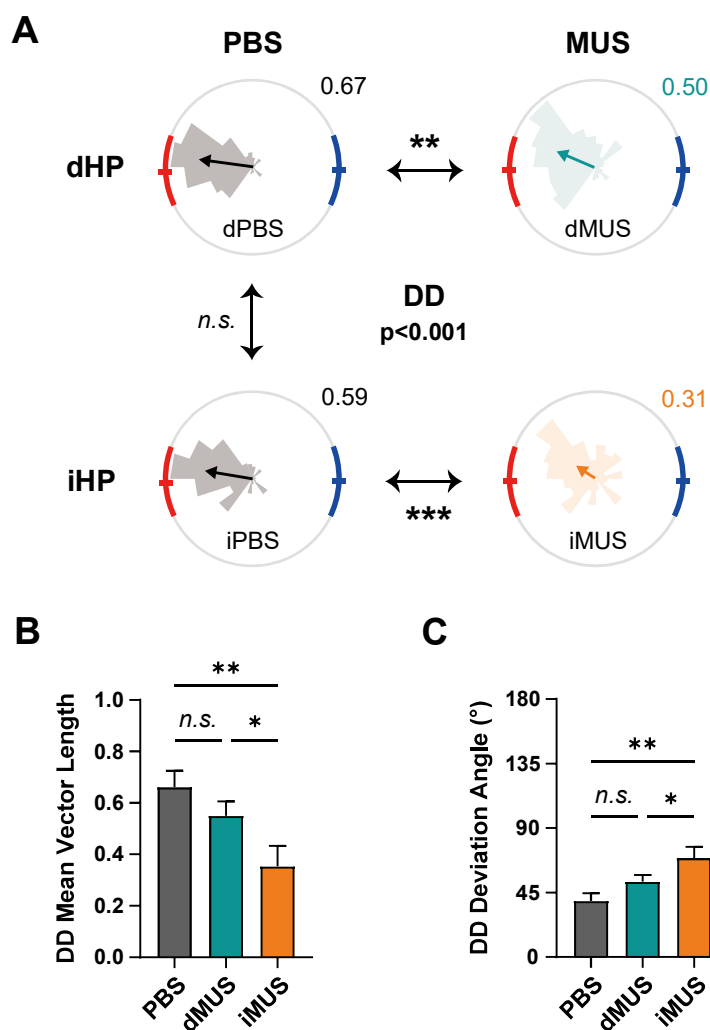 A
PBS
MUS
0.67
0.50
dHP
**
dPBS
dMUS
n.s.
DD
p<0.001
0.59
0.31
iHP
***
iPBS
iMUS
B
C
DD Mean Vector Length
1.0
0.8
0.6
0.4
0.2
0.0
**
n.s.
*
PBS
dMUS
iMUS
DD Deviation Angle (°)
180
135
90
45
0
**
n.s.
*
PBS
dMUS
iMUS